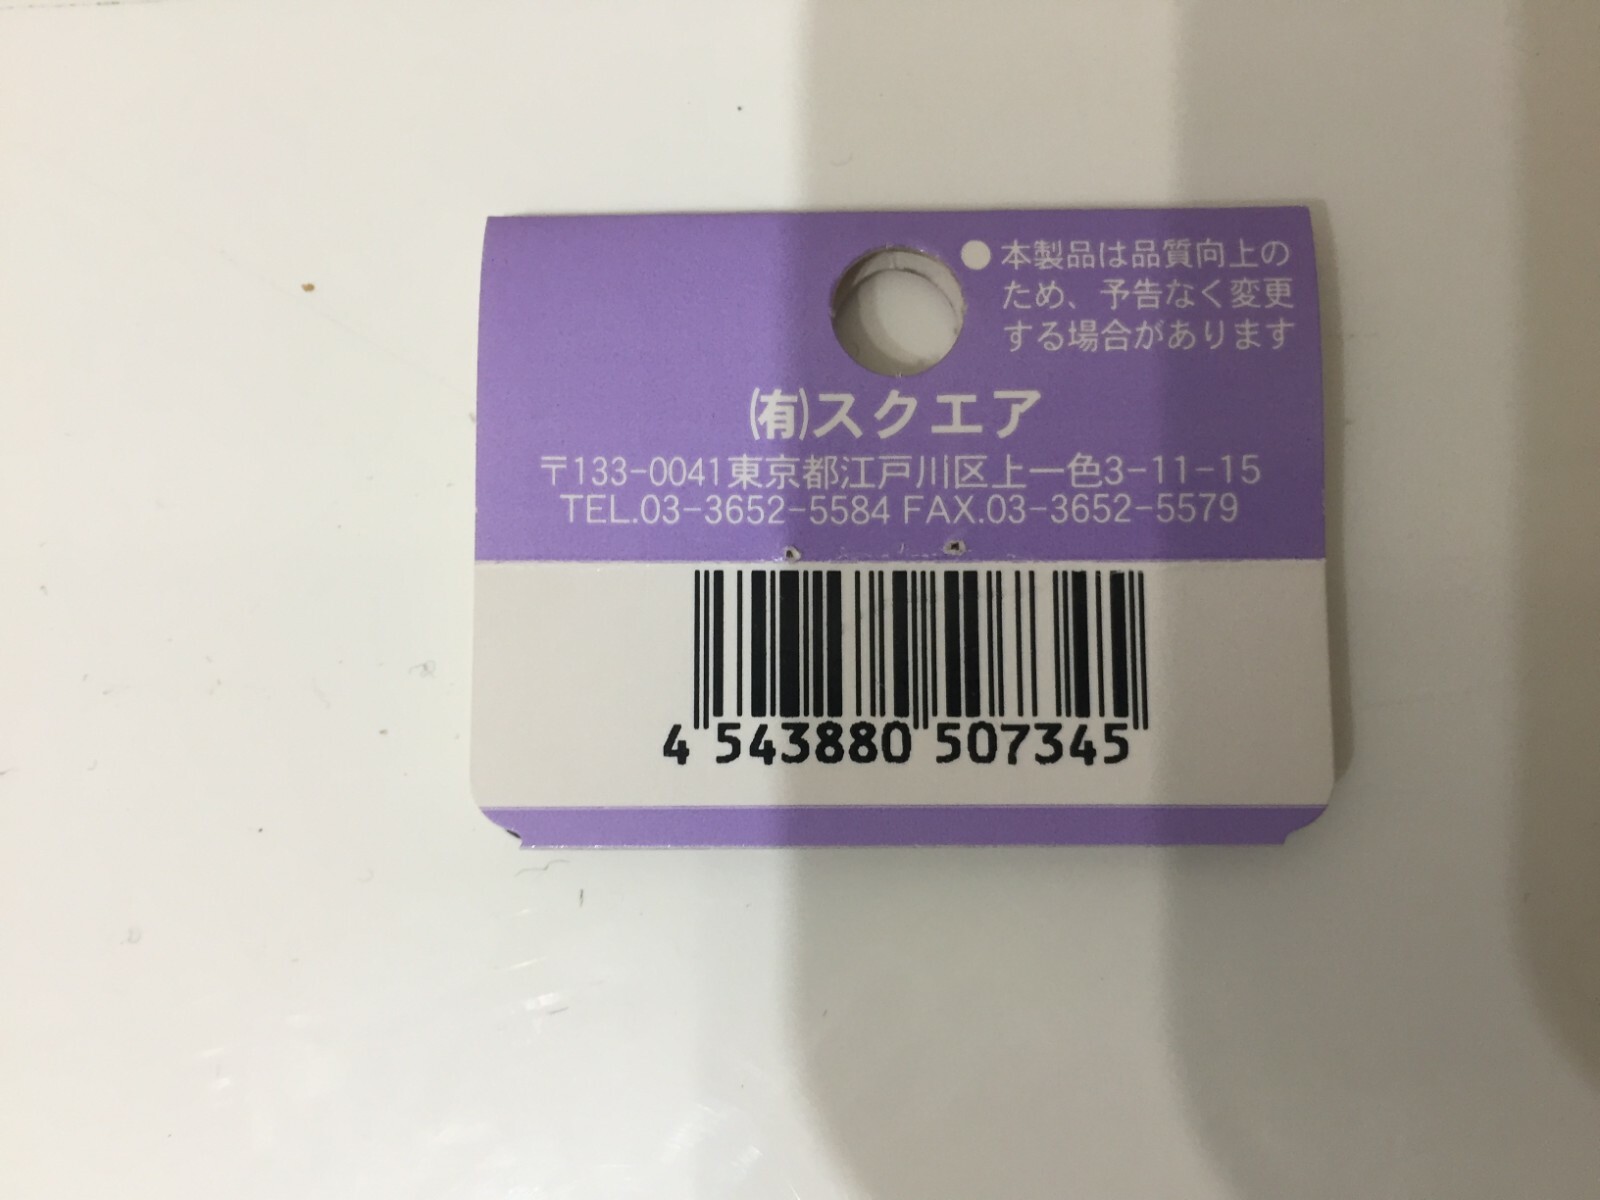 ●本製品は品質向上の
ため、予告なく変更
する場合があります
㈲スクエア
〒133-0041東京都江戸川区上一色3-11-15
TEL.03-3652-5584 FAX.03-3652-5579
4 543880 507345